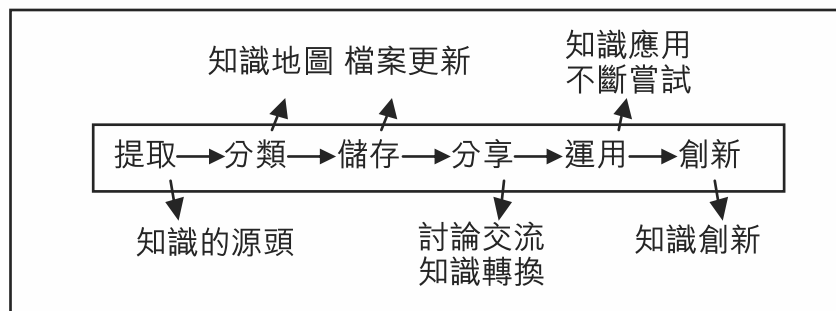 知識地圖 檔案更新
知識應用
不斷嘗試
提取 分類 儲存 分享 運用 創新
知識的源頭
討論交流
知識轉換
知識創新